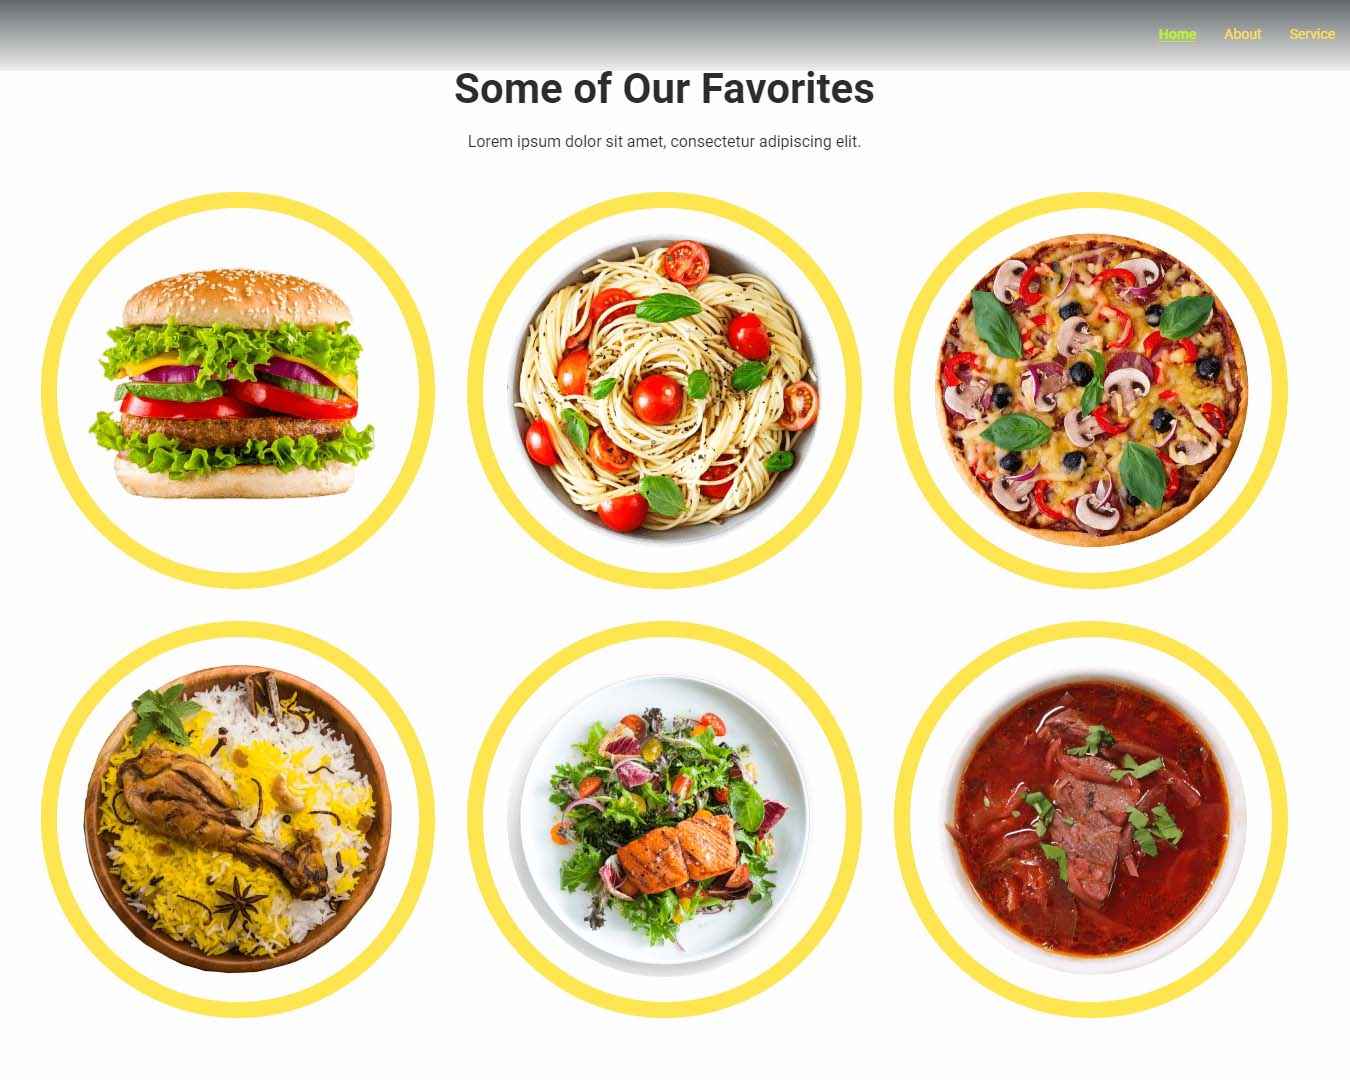 Home About Service
Some of Our Favorites
Lorem ipsum dolor sit amet, consectetur adipiscing elit.